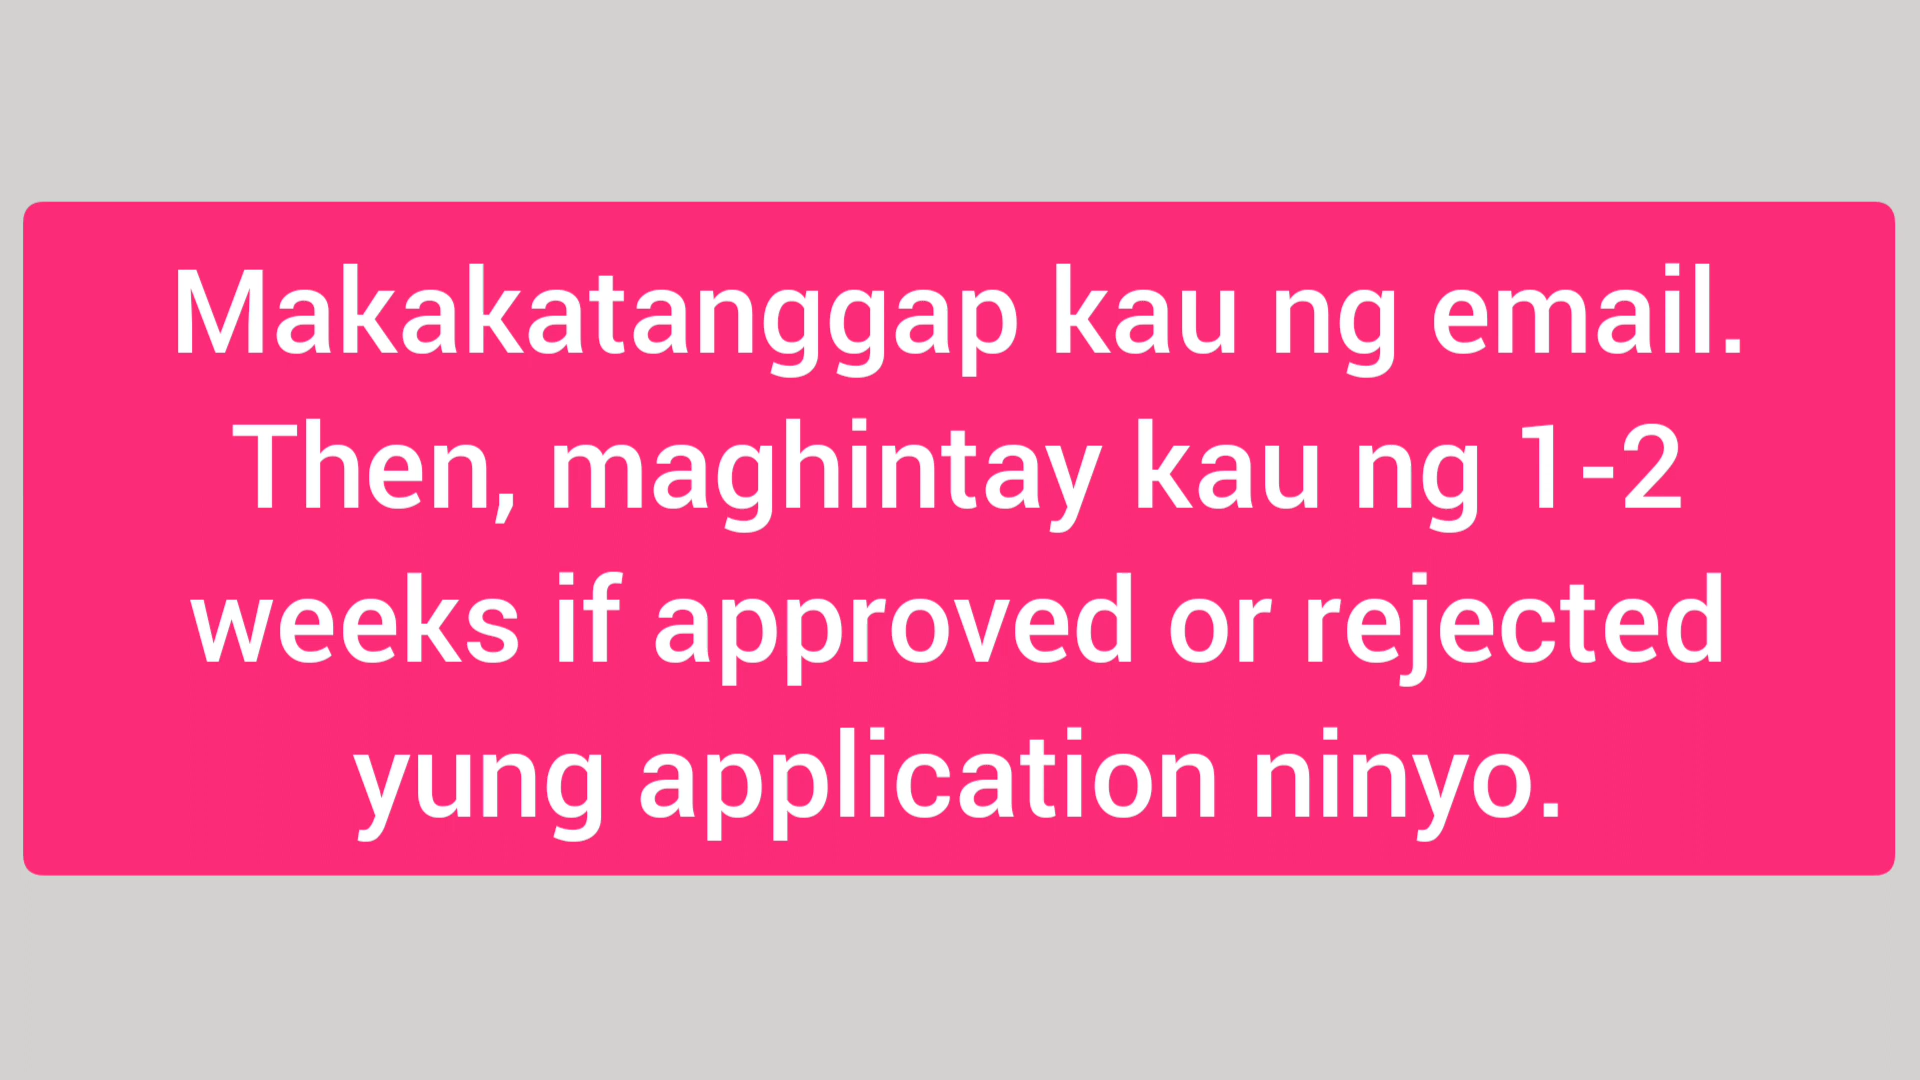 Makakatanggap kau ng email.
Then, maghintay kau ng 1-2
weeks if approved or rejected
yung application ninyo.